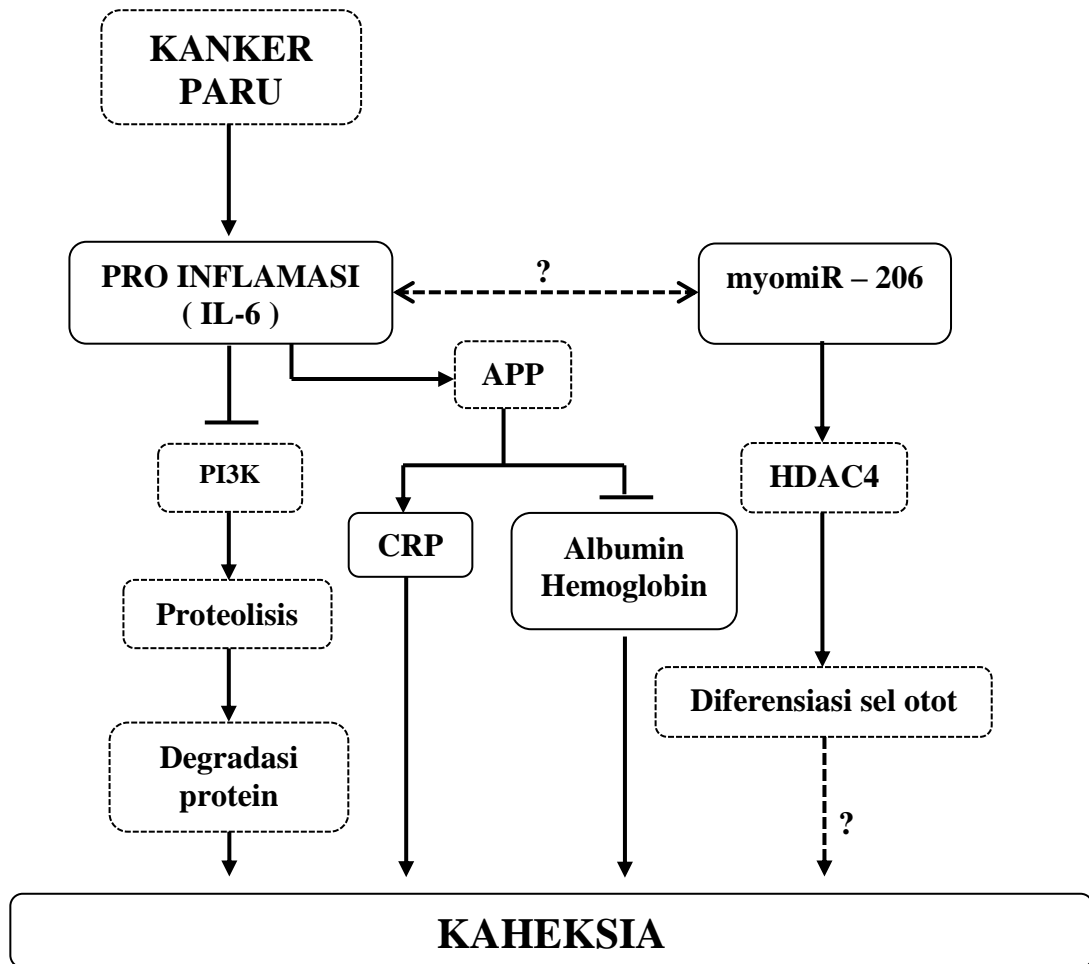 KANKER
PARU
PRO INFLAMASI
( IL-6 )
?
myomiR – 206
APP
PI3K
HDAC4
CRP
Albumin
Hemoglobin
Proteolisis
Diferensiasi sel otot
Degradasi
protein
?
KAHEKSIA